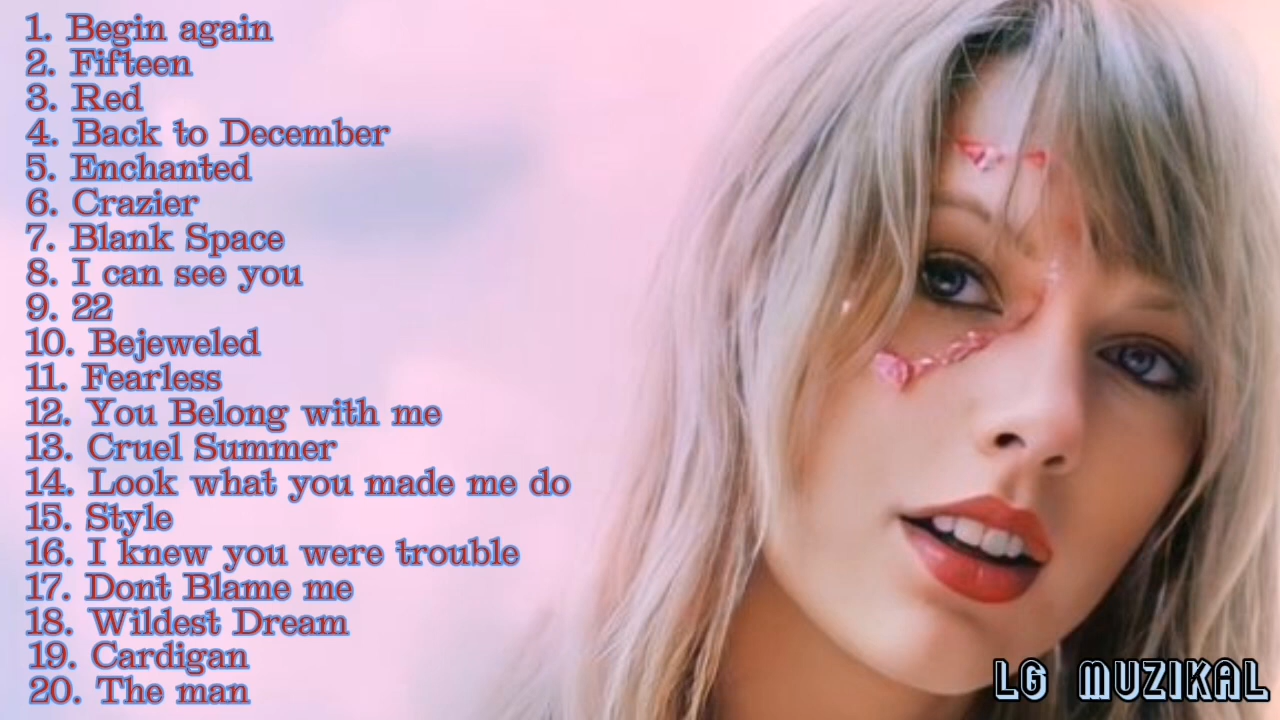 1. Begin again
2. Fifteen
3. Red
4. Back to December
5. Enchanted
6. Crazier
7. Blank Space
8. I can see you
9. 22
10. Bejeweled
11. Fearless
12. You Belong with me
13. Cruel Summer
14. Look what you made me do
15. Style
16. I knew you were trouble
17. Dont Blame me
18. Wildest Dream
19. Cardigan
20. The man
LG MUZIKAL